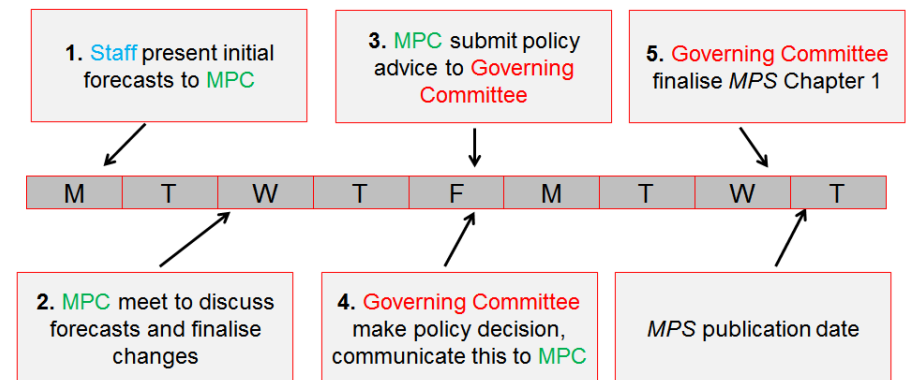 1. Staff present initial
forecasts to MPC
3. MPC submit policy
advice to Governing
Committee
5. Governing Committee
finalise MPS Chapter 1
M T W T F M T W T
2. MPC meet to discuss
forecasts and finalise
changes
4. Governing Committee
make policy decision,
communicate this to MPC
MPS publication date